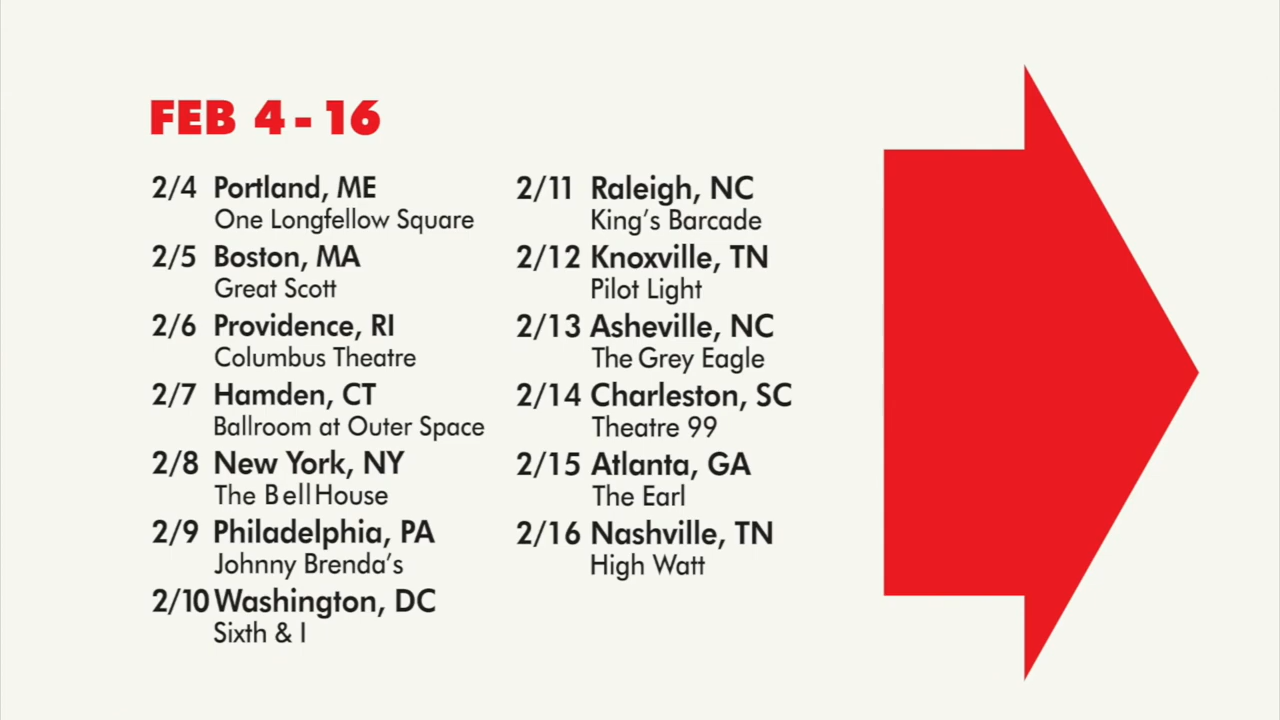 FEB 4 - 16
2/4 Portland, ME
One Longfellow Square
2/5 Boston, MA
Great Scott
2/6 Providence, RI
Columbus Theatre
2/7 Hamden, CT
Ballroom at Outer Space
2/8 New York, NY
The Bell House
2/9 Philadelphia, PA
Johnny Brenda's
2/10 Washington, DC
Sixth & I
2/11 Raleigh, NC
King's Barcade
2/12 Knoxville, TN
Pilot Light
2/13 Asheville, NC
The Grey Eagle
2/14 Charleston, SC
Theatre 99
2/15 Atlanta, GA
The Earl
2/16 Nashville, TN
High Watt